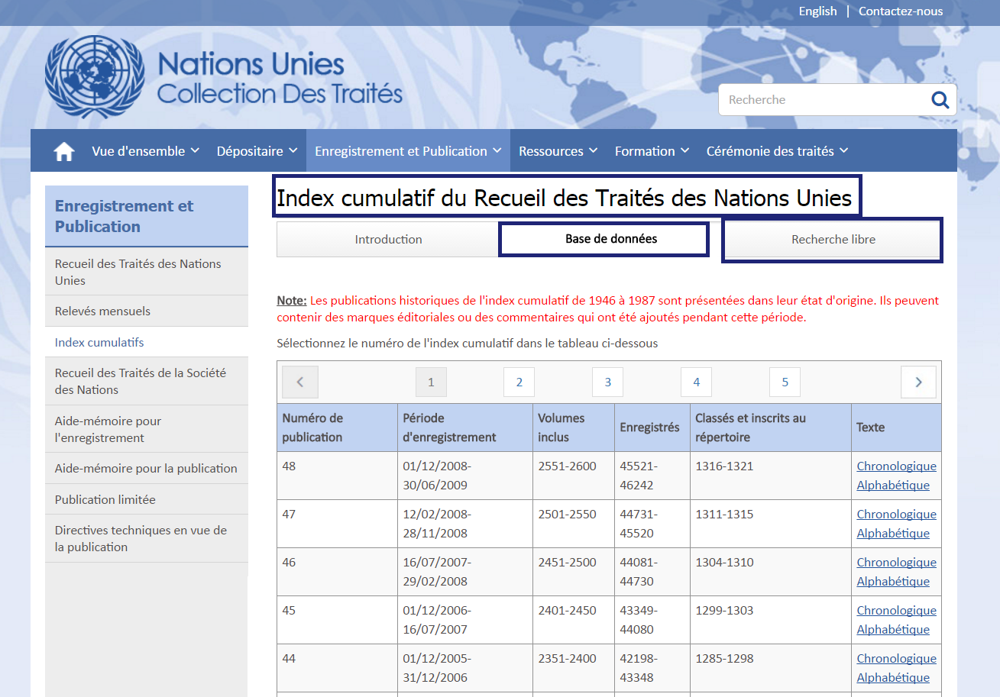 English | Contactez-nous
Nations Unies
Collection Des Traités
Recherche
Vue d'ensemble Dépositaire Enregistrement et Publication Ressources Formation Cérémonie des traités
Enregistrement et
Publication
Recueil des Traités des Nations
Unies
Relevés mensuels
Index cumulatifs
Recueil des Traités de la Société
des Nations
Aide-mémoire pour
l'enregistrement
Aide-mémoire pour la publication
Publication limitée
Directives techniques en vue de
la publication
Index cumulatif du Recueil des Traités des Nations Unies
Introduction Base de données Recherche libre
Note: Les publications historiques de l'index cumulatif de 1946 à 1987 sont présentées dans leur état d'origine. Ils peuvent
contenir des marques éditoriales ou des commentaires qui ont été ajoutés pendant cette période.
Sélectionnez le numéro de l'index cumulatif dans le tableau ci-dessous
1 2 3 4 5
Numéro de Période Volumes Enregistrés Classés et inscrits au Texte
publication d'enregistrement inclus répertoire
48 01/12/2008- 2551-2600 45521- 1316-1321 Chronologique
30/06/2009 46242 Alphabétique
47 12/02/2008- 2501-2550 44731- 1311-1315 Chronologique
28/11/2008 45520 Alphabétique
46 16/07/2007- 2451-2500 44081- 1304-1310 Chronologique
29/02/2008 44730 Alphabétique
45 01/12/2006- 2401-2450 43349- 1299-1303 Chronologique
16/07/2007 44080 Alphabétique
44 01/12/2005- 2351-2400 42198- 1285-1298 Chronologique
31/12/2006 43348 Alphabétique